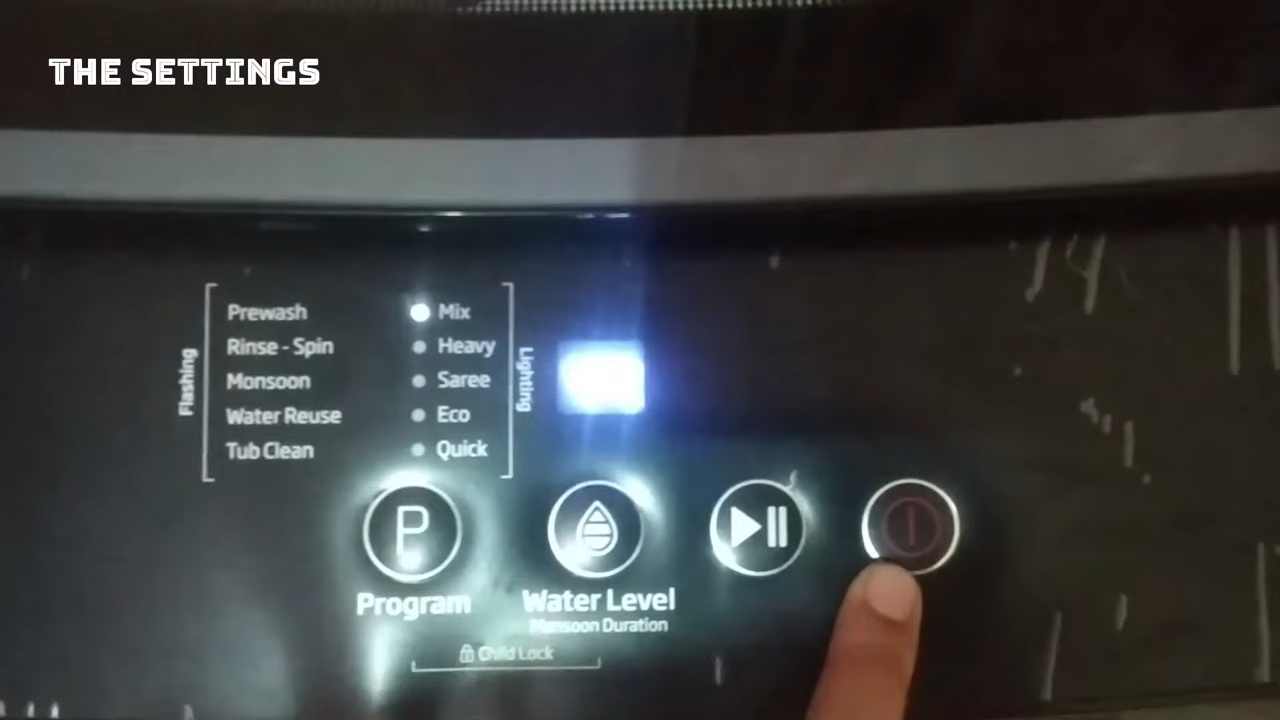 THE SETTINGS
Flashing
Prewash
Rinse - Spin
Monsoon
Water Reuse
Tub Clean
Mix
Heavy
Saree
Eco
Quick
Lighting
P
Program
Water Level
Monsoon Duration
Child Lock